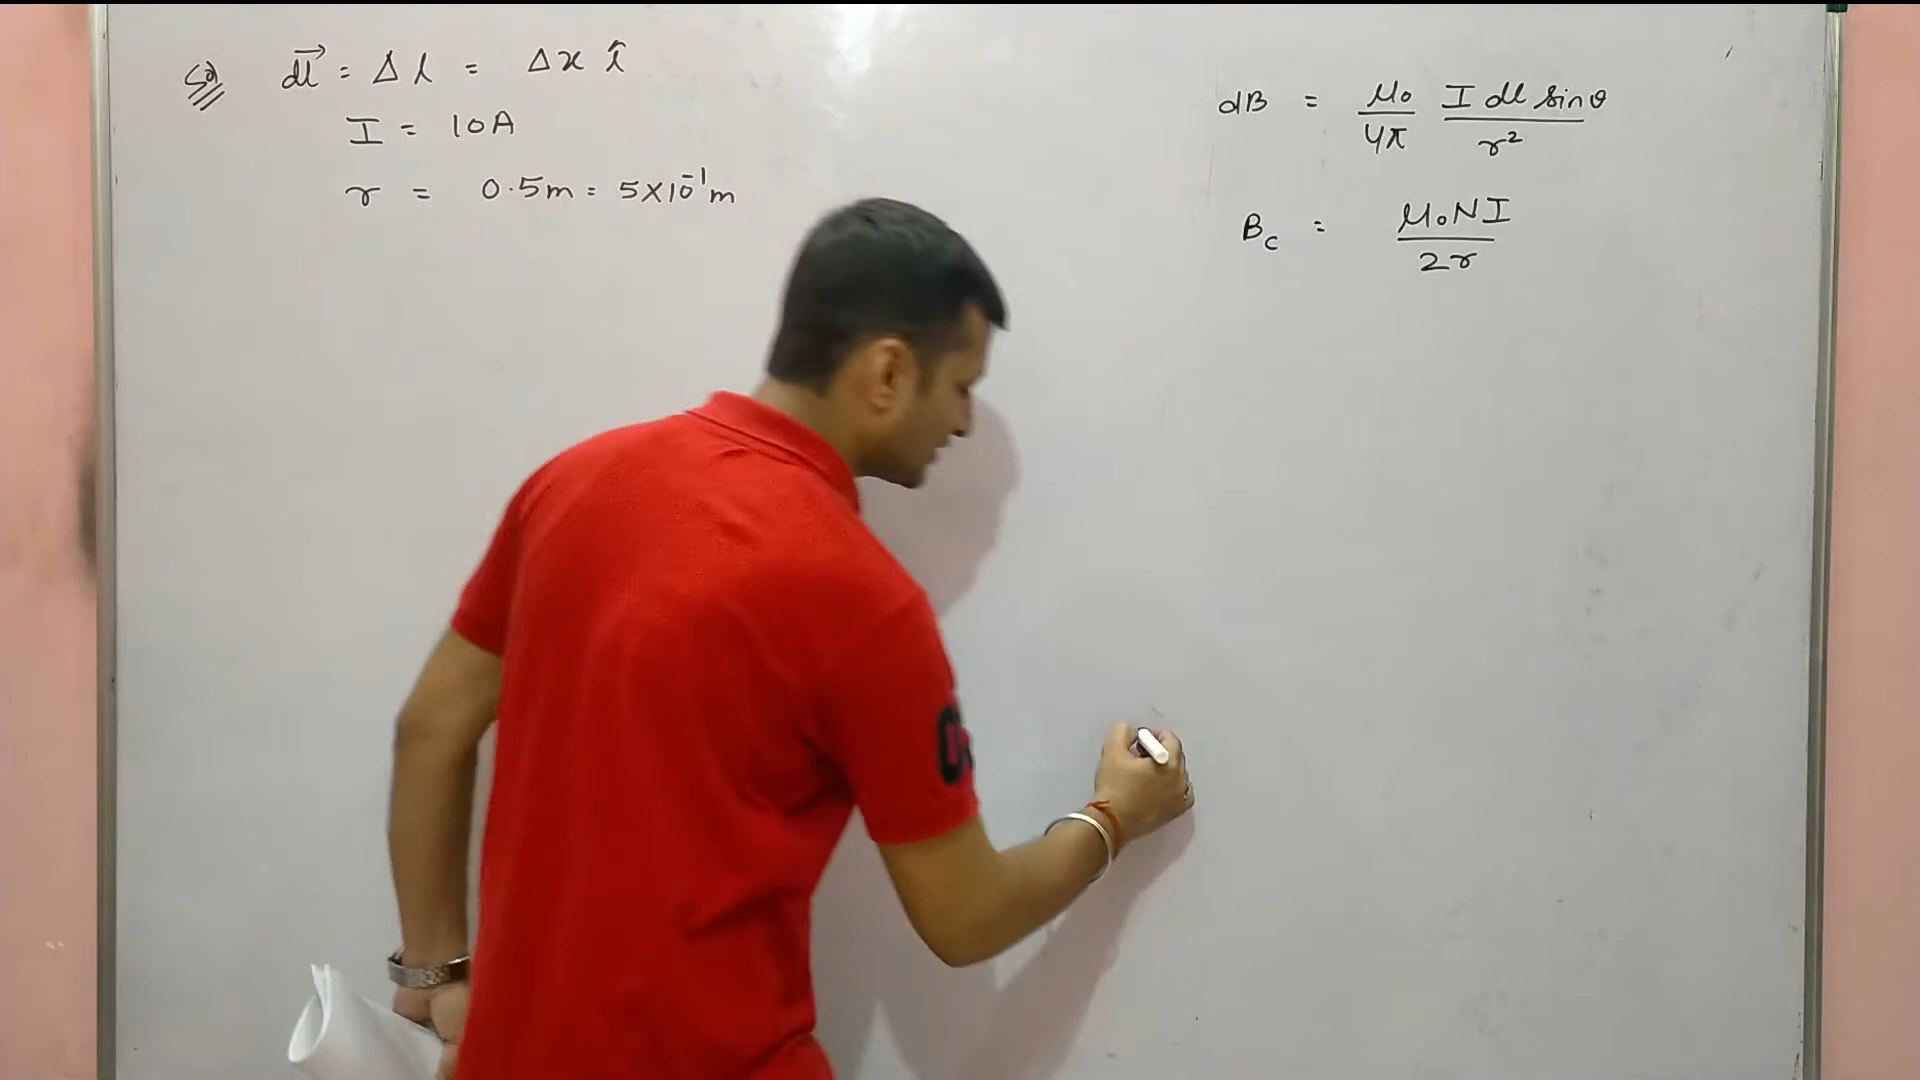 Sol dl⃗ = Δl = Δx î
I = 10A
r = 0.5m = 5×10⁻¹m
dB = μ₀/4π I dl sinθ/r²
B_c = μ₀NI/2r